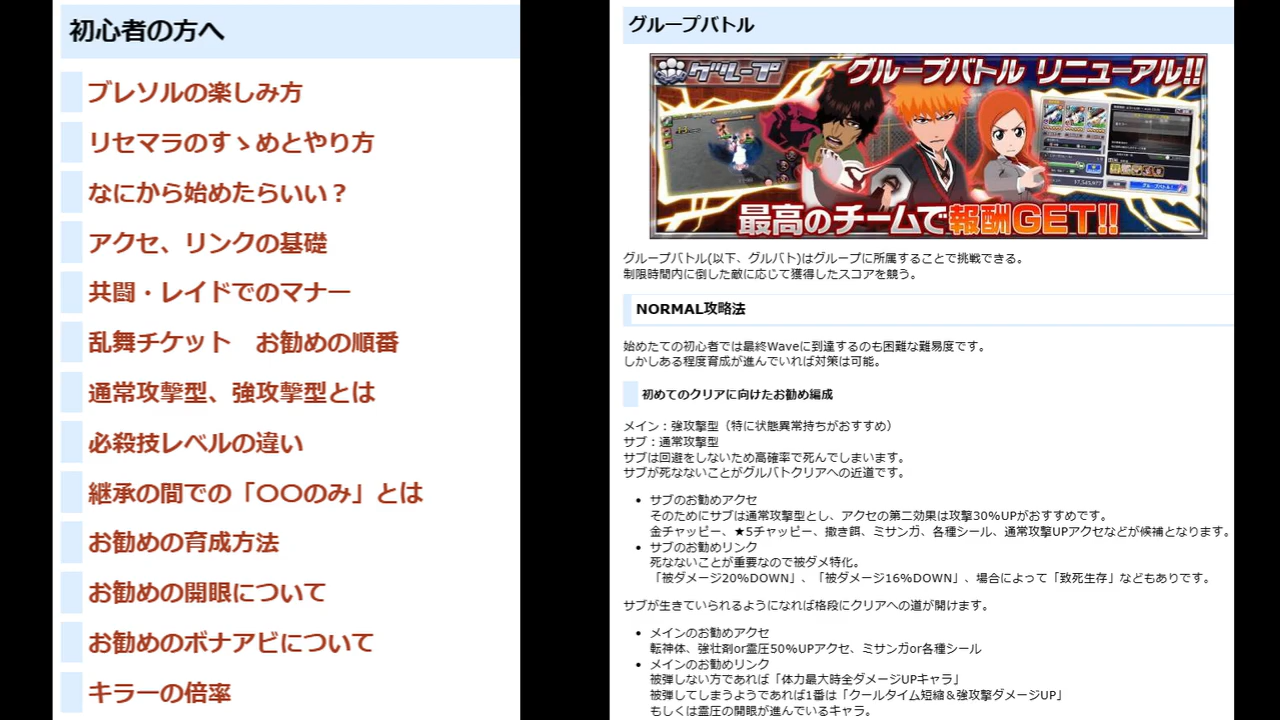 初心者の方へ
ブレソルの楽しみ方
リセマラのすゝめとやり方
なにから始めたらいい？
アクセ、リンクの基礎
共闘・レイドでのマナー
乱舞チケット　お勧めの順番
通常攻撃型、強攻撃型とは
必殺技レベルの違い
継承の間での「〇〇のみ」とは
お勧めの育成方法
お勧めの開眼について
お勧めのボナアビについて
キラーの倍率
グループバトル
グループ
グループバトル リニューアル!!
最高のチームで報酬GET!!
グループバトル(以下、グルバト)はグループに所属することで挑戦できる。
制限時間内に倒した敵に応じて獲得したスコアを競う。
NORMAL攻略法
始めたての初心者では最終Waveに到達するのも困難な難易度です。
しかしある程度育成が進んでいれば対策は可能。
初めてのクリアに向けたお勧め編成
メイン：強攻撃型（特に状態異常持ちがおすすめ）
サブ：通常攻撃型
サブは回避をしないため高確率で死んでしまいます。
サブが死なないことがグルバトクリアへの近道です。
• サブのお勧めアクセ
そのためにサブは通常攻撃型とし、アクセの第二効果は攻撃30%UPがおすすめです。
金チャッピー、★5チャッピー、撒き餌、ミサンガ、各種シール、通常攻撃UPアクセなどが候補となります。
• サブのお勧めリンク
死なないことが重要なので被ダメ特化。
「被ダメージ20%DOWN」、「被ダメージ16%DOWN」、場合によって「致死生存」などもありです。
サブが生きていられるようになれば格段にクリアへの道が開けます。
• メインのお勧めアクセ
転神体、強壮剤or霊圧50%UPアクセ、ミサンガor各種シール
• メインのお勧めリンク
被弾しない方であれば「体力最大時全ダメージUPキャラ」
被弾してしまうようであれば1番は「クールタイム短縮＆強攻撃ダメージUP」
もしくは霊圧の開眼が進んでいるキャラ。